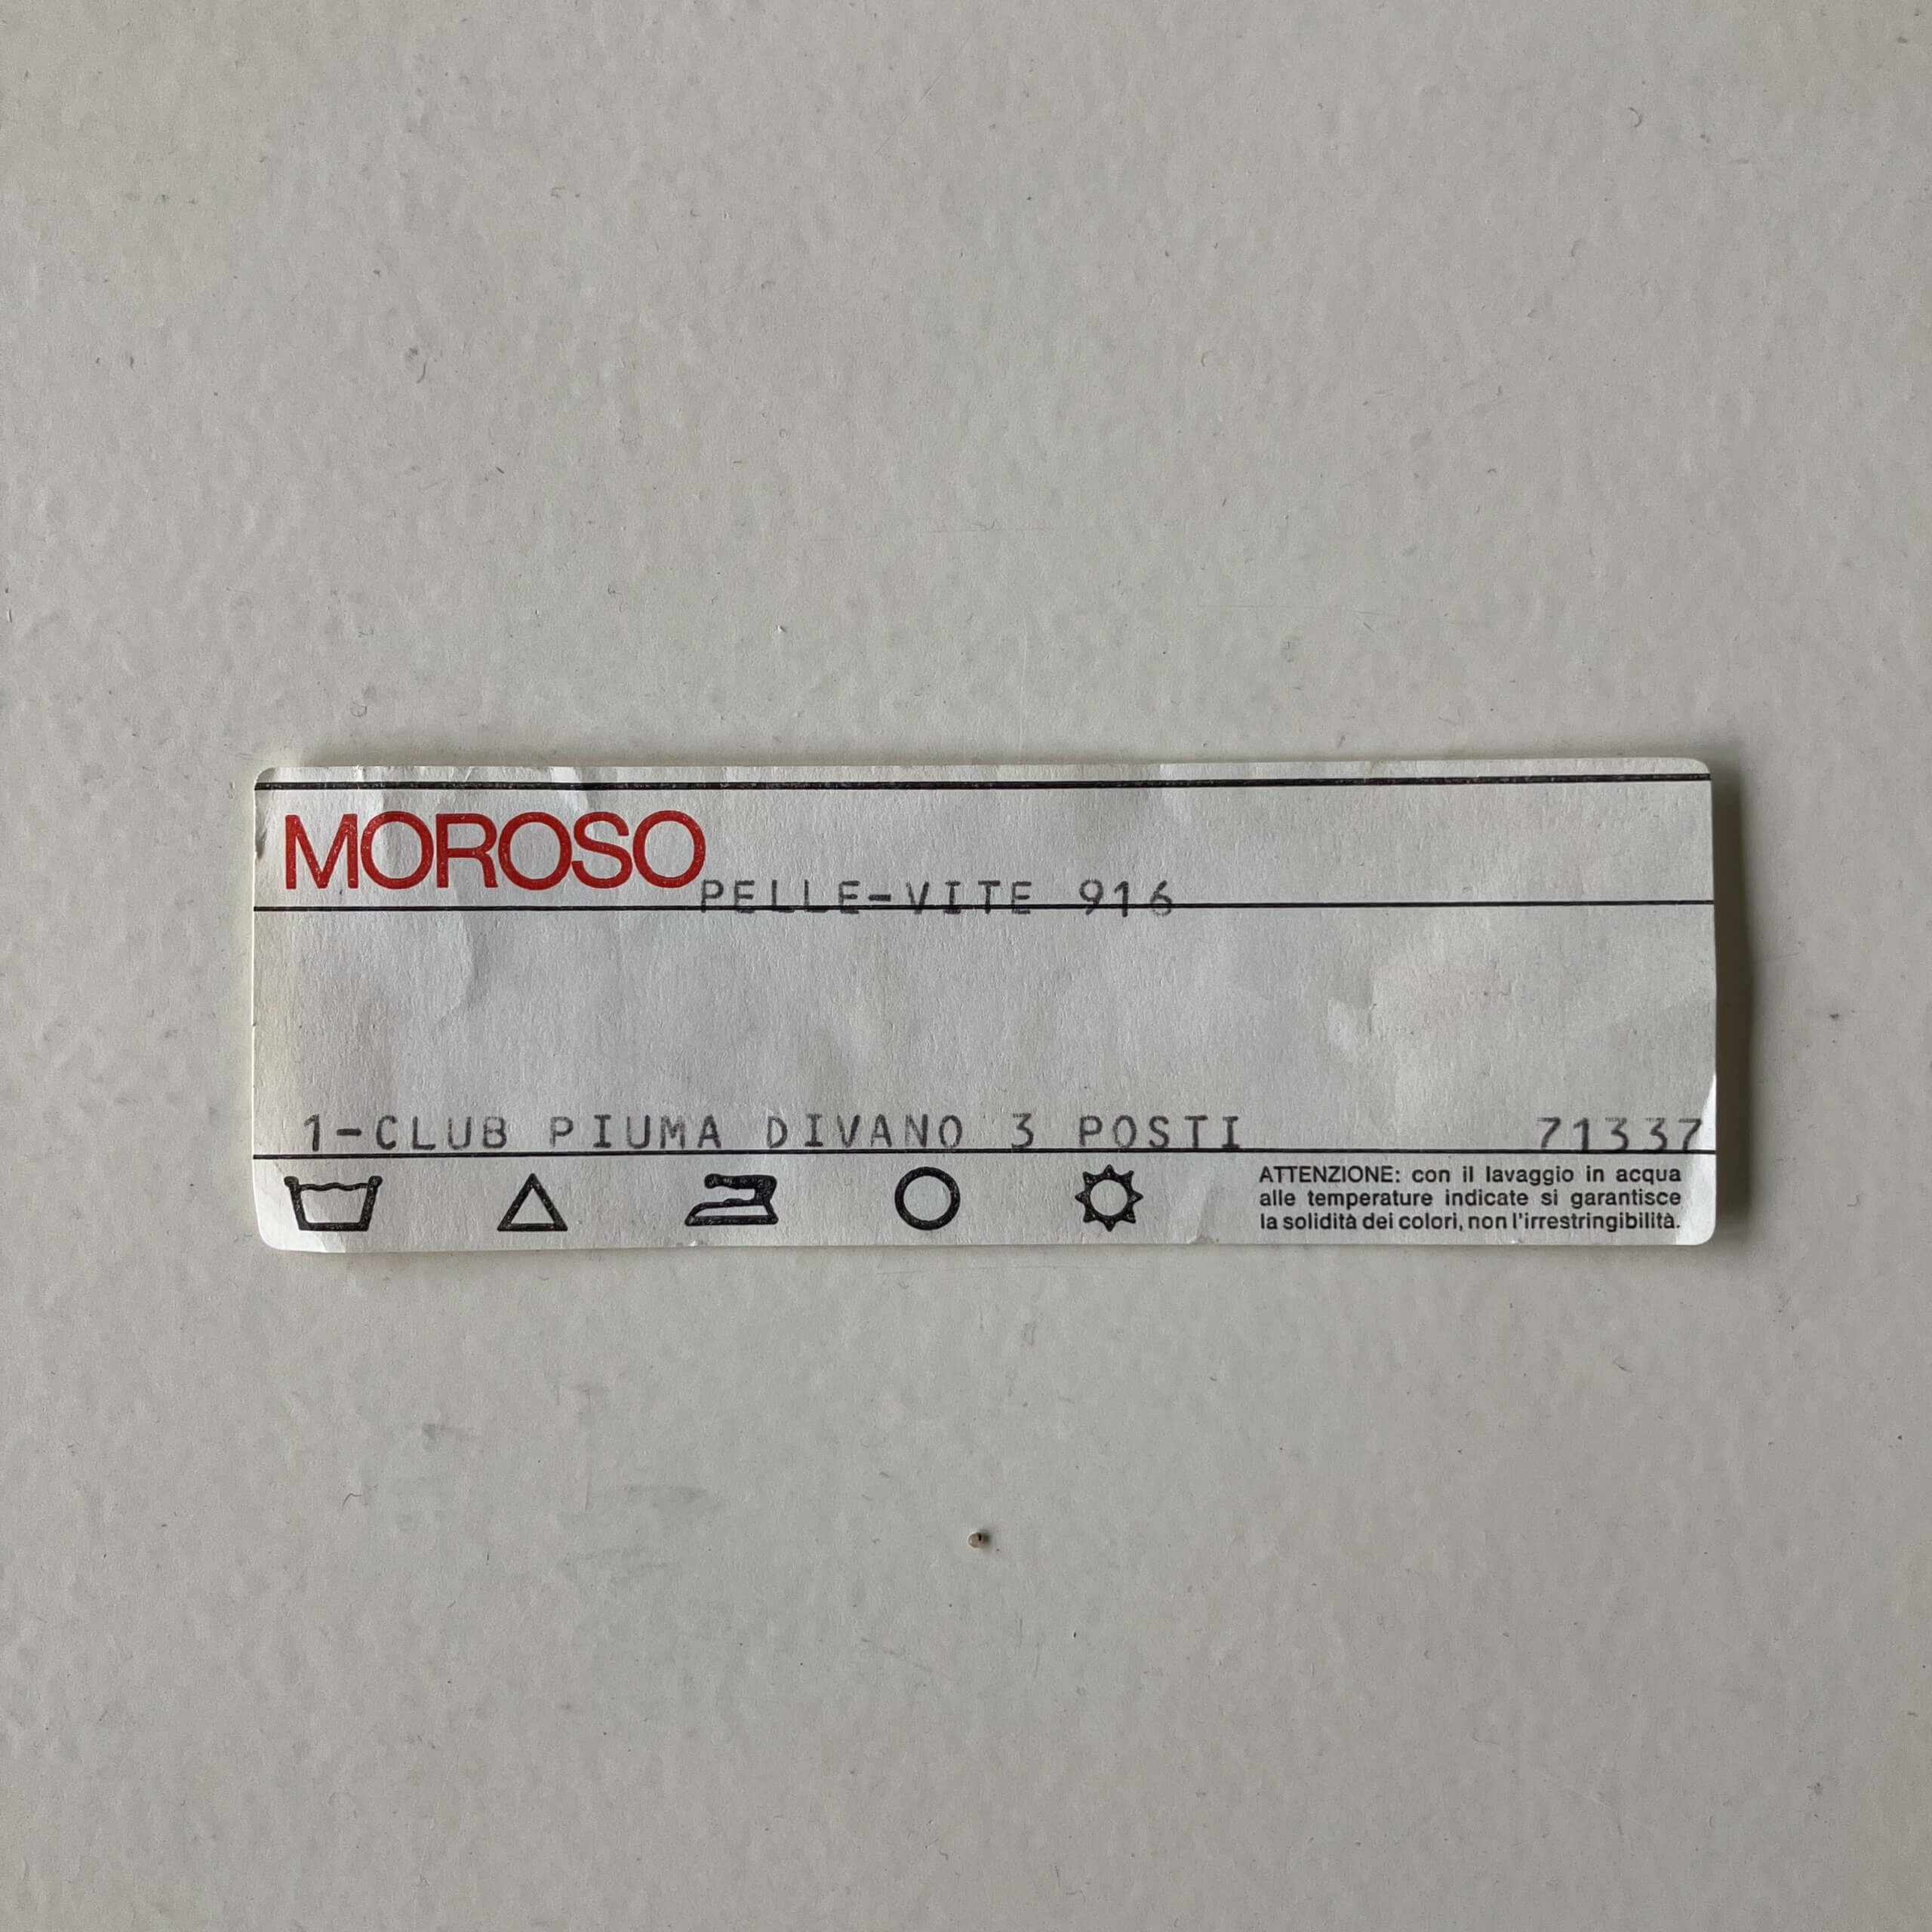 MOROSO
PELLE-VITE 916
1-CLUB PIUMA DIVANO 3 POSTI 71337
ATTENZIONE: con il lavaggio in acqua
alle temperature indicate si garantisce
la solidità dei colori, non l'irrestringibilità.